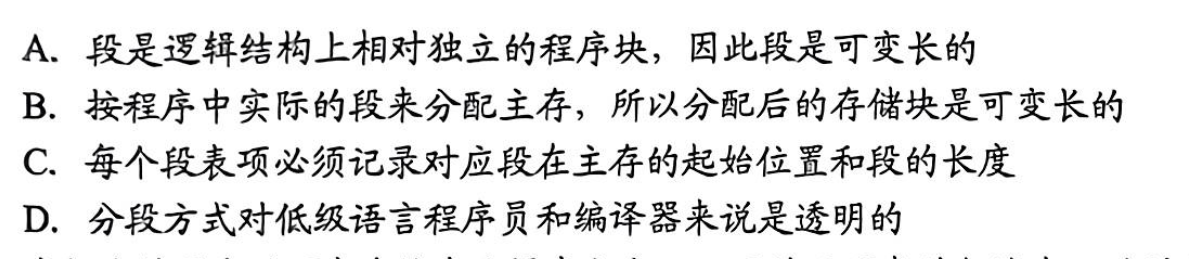 A. 段是逻辑结构上相对独立的程序块，因此段是可变长的
B. 按程序中实际的段来分配主存，所以分配后的存储块是可变长的
C. 每个段表项必须记录对应段在主存的起始位置和段的长度
D. 分段方式对低级语言程序员和编译器来说是透明的